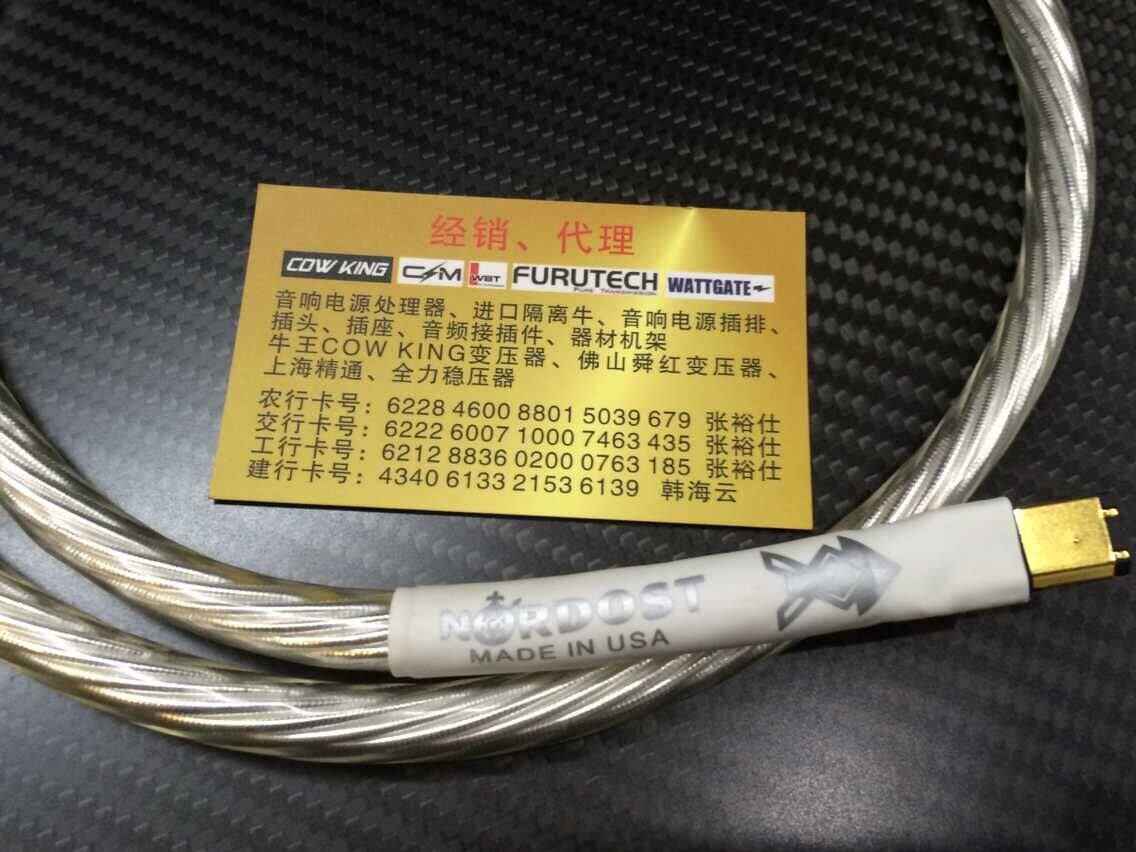 经销、代理
COW KING CSM WBT FURUTECH PURE TRANSMISSION WATTGATE
音响电源处理器、进口隔离牛、音响电源插排、
插头、插座、音频接插件、器材机架
牛王COW KING变压器、佛山舜红变压器、
上海精通、全力稳压器
农行卡号：6228 4600 8801 5039 679 张裕仕
交行卡号：6222 6007 1000 7463 435 张裕仕
工行卡号：6212 8836 0200 0763 185 张裕仕
建行卡号：4340 6133 2153 6139 韩海云
NORDOST
MADE IN USA